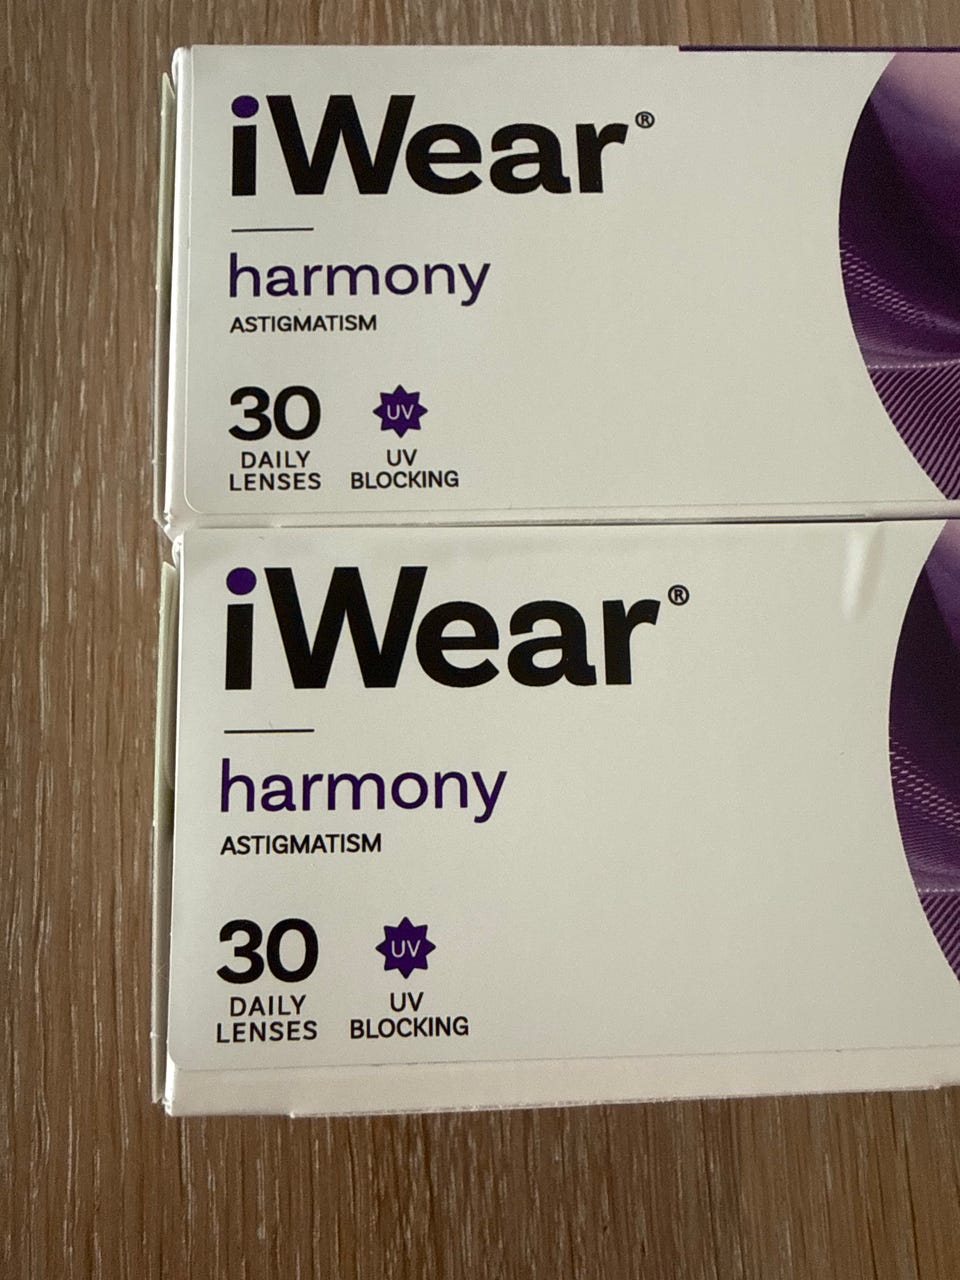 iWear®
harmony
ASTIGMATISM
30
DAILY
LENSES
UV
UV
BLOCKING
iWear®
harmony
ASTIGMATISM
30
DAILY
LENSES
UV
UV
BLOCKING